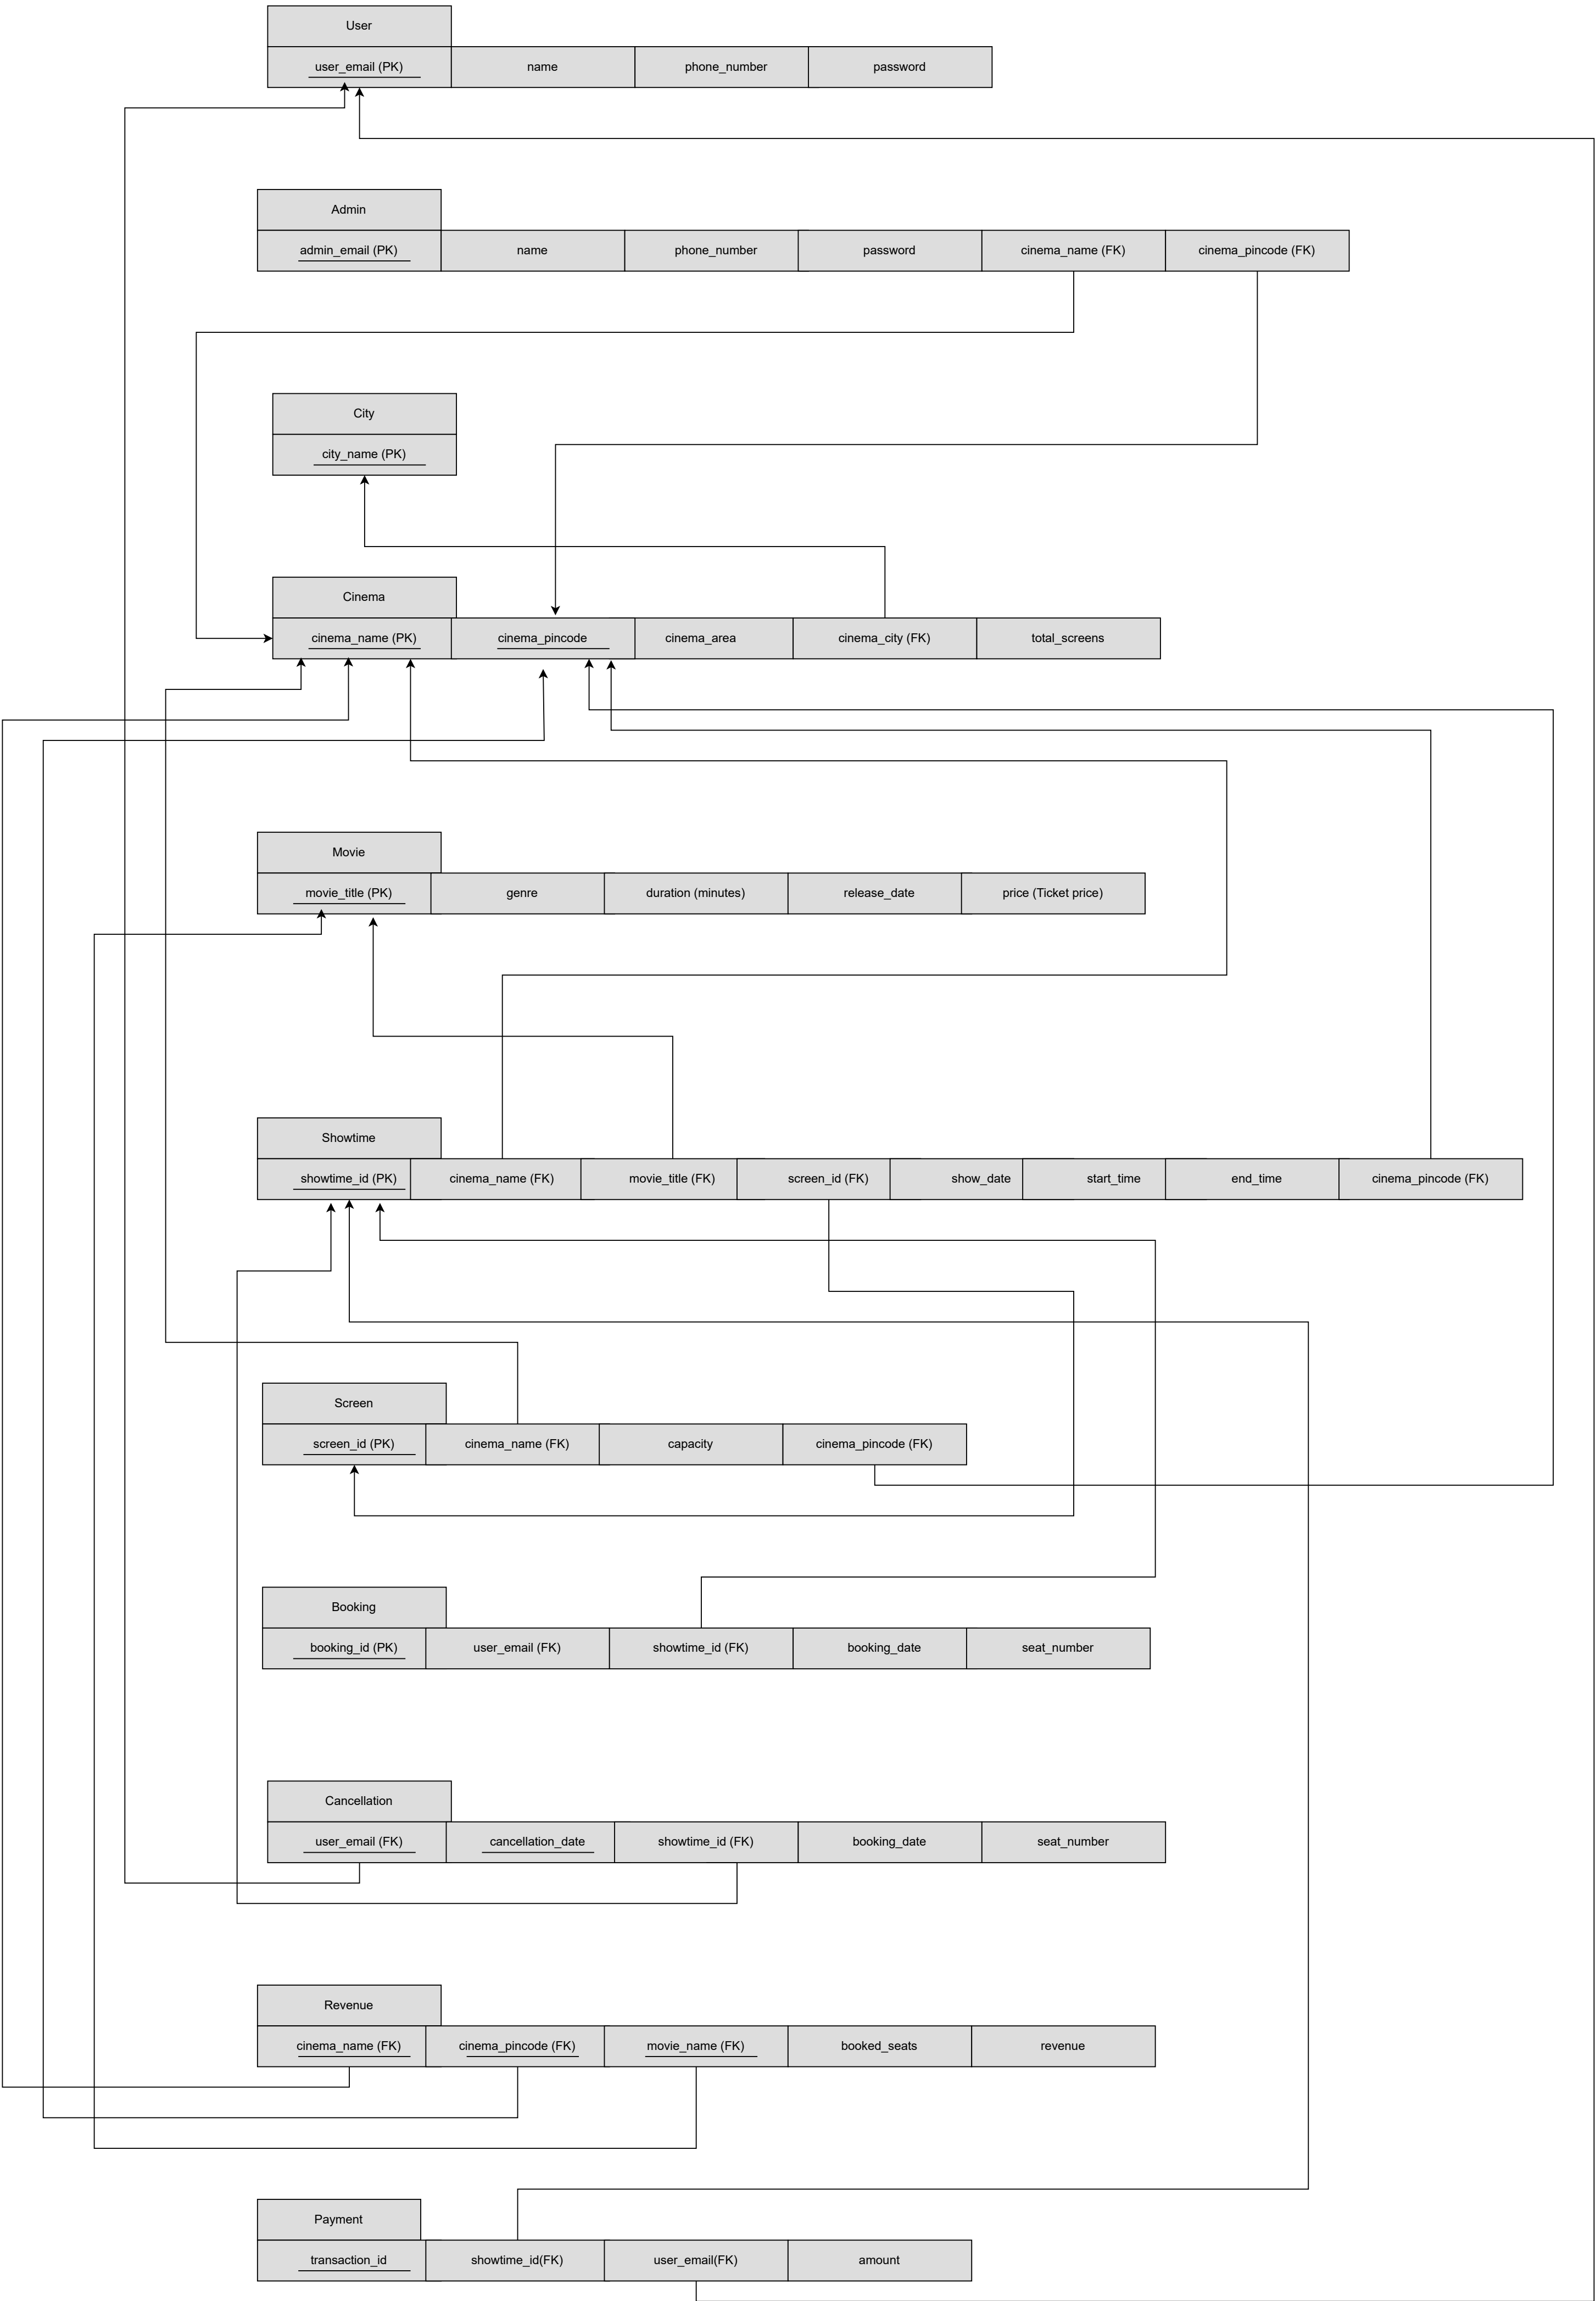 User
user_email (PK) name phone_number password
Admin
admin_email (PK) name phone_number password cinema_name (FK) cinema_pincode (FK)
City
city_name (PK)
Cinema
cinema_name (PK) cinema_pincode cinema_area cinema_city (FK) total_screens
Movie
movie_title (PK) genre duration (minutes) release_date price (Ticket price)
Showtime
showtime_id (PK) cinema_name (FK) movie_title (FK) screen_id (FK) show_date start_time end_time cinema_pincode (FK)
Screen
screen_id (PK) cinema_name (FK) capacity cinema_pincode (FK)
Booking
booking_id (PK) user_email (FK) showtime_id (FK) booking_date seat_number
Cancellation
user_email (FK) cancellation_date showtime_id (FK) booking_date seat_number
Revenue
cinema_name (FK) cinema_pincode (FK) movie_name (FK) booked_seats revenue
Payment
transaction_id showtime_id(FK) user_email(FK) amount